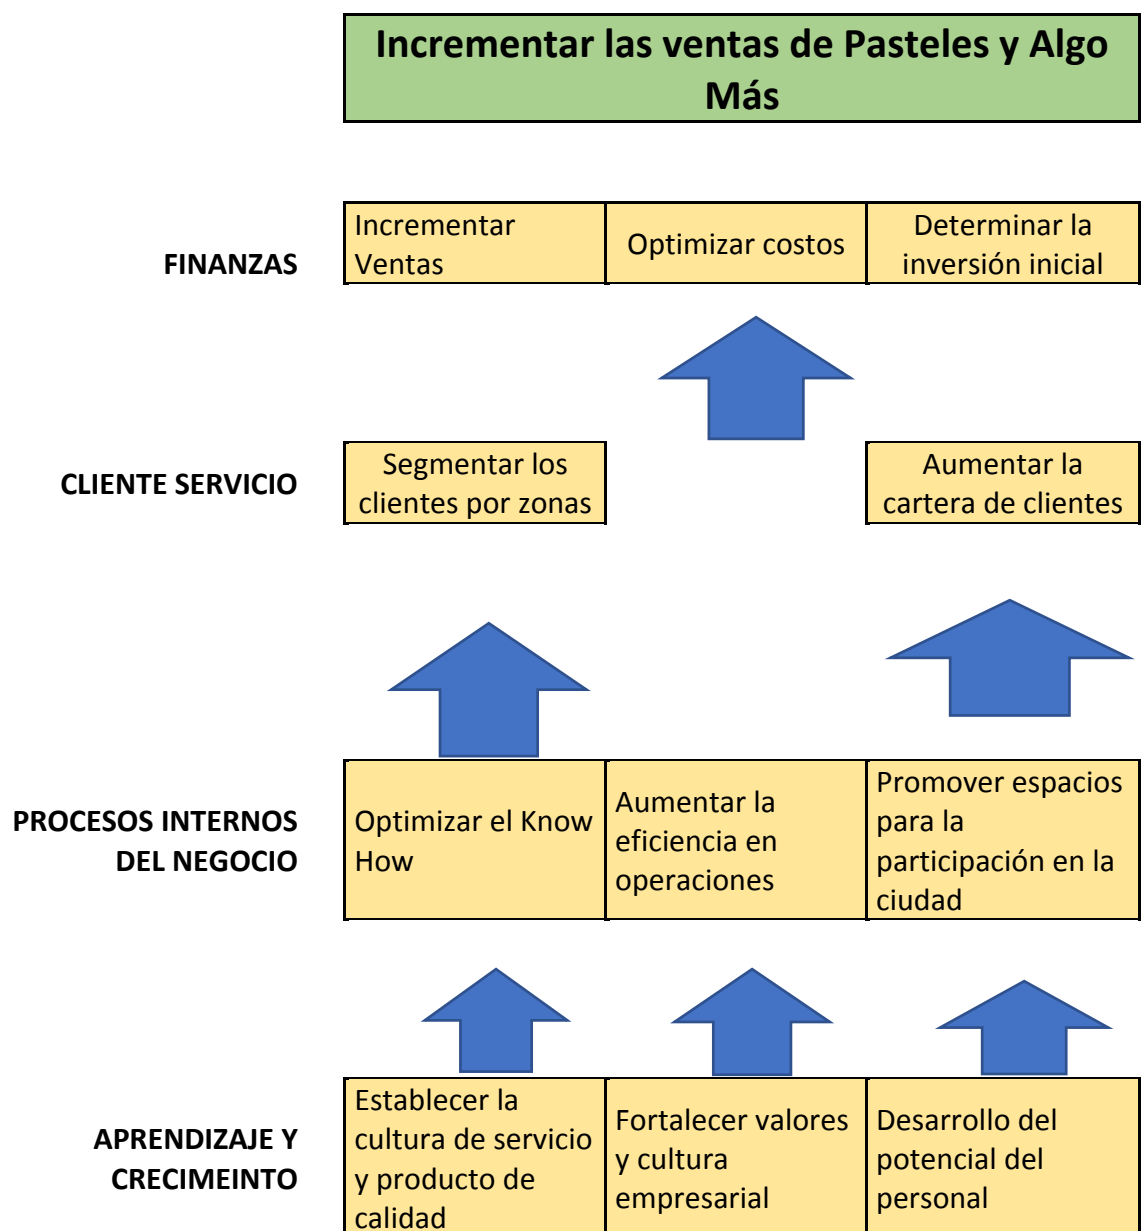 Incrementar las ventas de Pasteles y Algo
Más
FINANZAS
Incrementar
Ventas
Optimizar costos
Determinar la
inversión inicial
CLIENTE SERVICIO
Segmentar los
clientes por zonas
Aumentar la
cartera de clientes
PROCESOS INTERNOS
DEL NEGOCIO
Optimizar el Know
How
Aumentar la
eficiencia en
operaciones
Promover espacios
para la
participación en la
ciudad
APRENDIZAJE Y
CRECIMEINTO
Establecer la
cultura de servicio
y producto de
calidad
Fortalecer valores
y cultura
empresarial
Desarrollo del
potencial del
personal